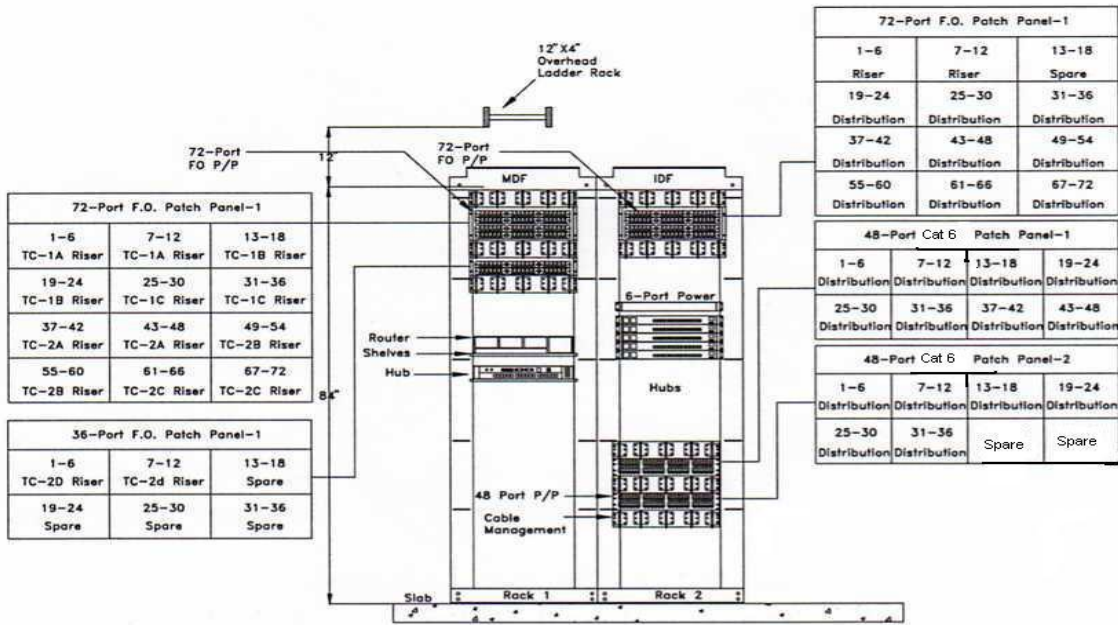 12"X4"
Overhead
Ladder Rack
12"
72-Port
FO P/P
72-Port
FO P/P
MDF
IDF
72-Port F.O. Patch Panel-1
1-6 7-12 13-18
TC-1A Riser TC-1A Riser TC-1B Riser
19-24 25-30 31-36
TC-1B Riser TC-1C Riser TC-1C Riser
37-42 43-48 49-54
TC-2A Riser TC-2A Riser TC-2B Riser
55-60 61-66 67-72
TC-2B Riser TC-2C Riser TC-2C Riser
84"
36-Port F.O. Patch Panel-1
1-6 7-12 13-18
TC-2D Riser TC-2d Riser Spare
19-24 25-30 31-36
Spare Spare Spare
Router
Shelves
Hub
6-Port Power
Hubs
48 Port P/P
Cable
Management
Slab
Rack 1
Rack 2
72-Port F.O. Patch Panel-1
1-6 7-12 13-18
Riser Riser Spare
19-24 25-30 31-36
Distribution Distribution Distribution
37-42 43-48 49-54
Distribution Distribution Distribution
55-60 61-66 67-72
Distribution Distribution Distribution
48-Port Cat 6 Patch Panel-1
1-6 7-12 13-18 19-24
Distribution Distribution Distribution Distribution
25-30 31-36 37-42 43-48
Distribution Distribution Distribution Distribution
48-Port Cat 6 Patch Panel-2
1-6 7-12 13-18 19-24
Distribution Distribution Distribution Distribution
25-30 31-36
Distribution Distribution Spare Spare